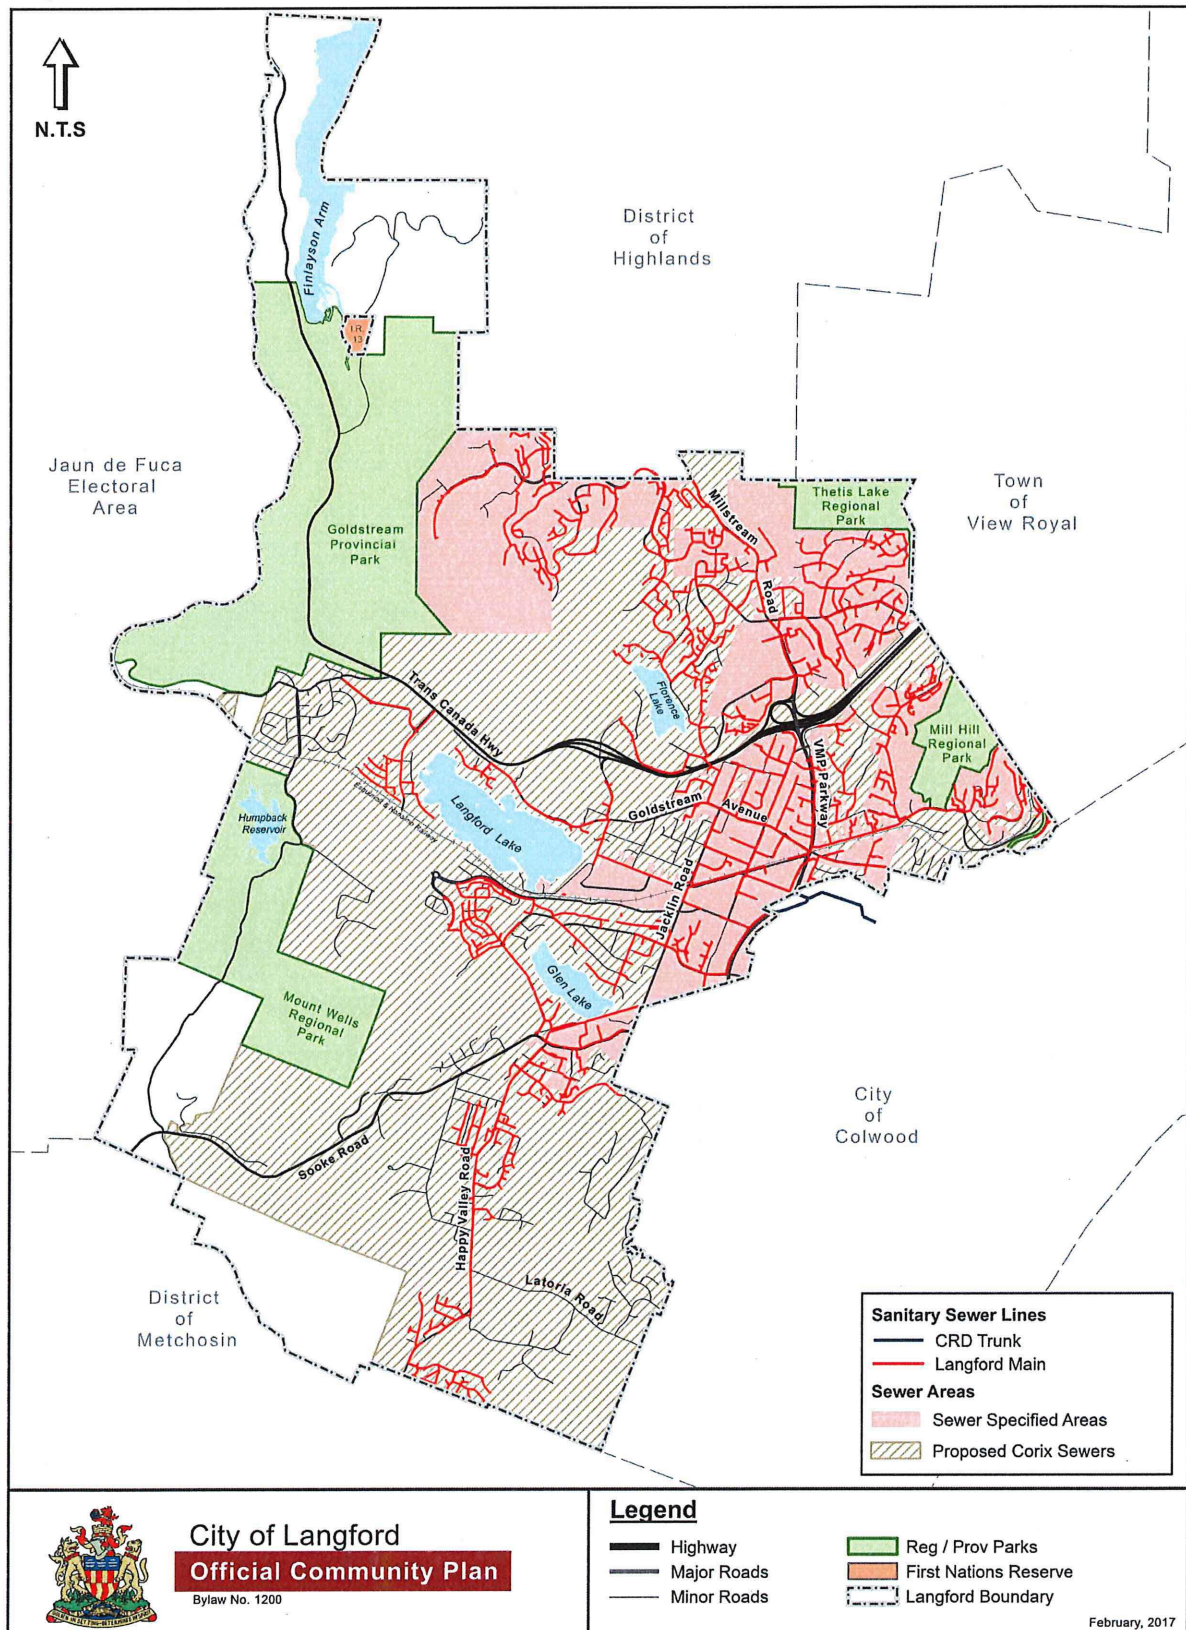 N.T.S
Finlayson Arm
I.R.
13
District
of
Highlands
Jaun de Fuca
Electoral
Area
Goldstream
Provincial
Park
Thetis Lake
Regional
Park
Town
of
View Royal
Millstream
Road
Florence
Lake
Trans Canada Hwy
Mill Hill
Regional
Park
VMP Parkway
Goldstream
Avenue
Langford Lake
Esquimalt & Nanaimo Railway
Humpback
Reservoir
Jacklin Road
Glen Lake
Mount Wells
Regional
Park
City
of
Colwood
Sooke Road
Happy Valley Road
Latoria Road
District
of
Metchosin
Sanitary Sewer Lines
CRD Trunk
Langford Main
Sewer Areas
Sewer Specified Areas
Proposed Corix Sewers
City of Langford
Official Community Plan
Bylaw No. 1200
Legend
Highway
Major Roads
Minor Roads
Reg / Prov Parks
First Nations Reserve
Langford Boundary
February, 2017